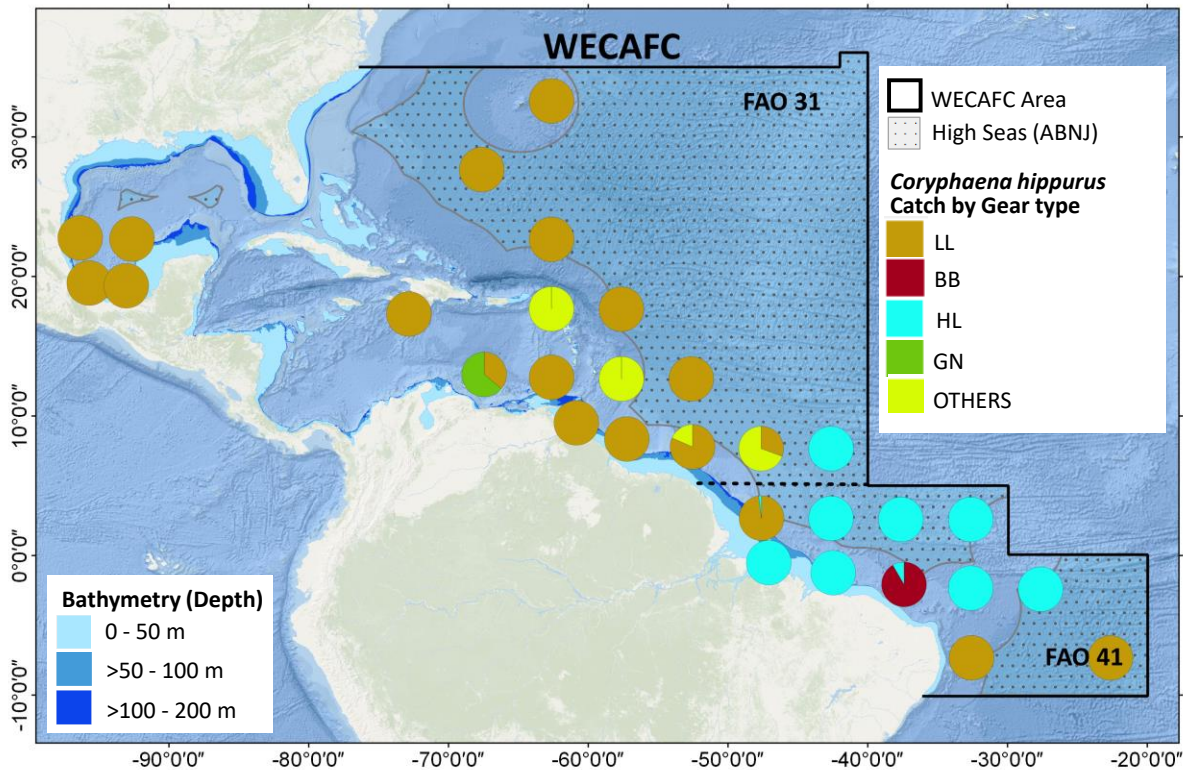 WECAFC
FAO 31
WECAFC Area
High Seas (ABNJ)
Coryphaena hippurus
Catch by Gear type
LL
BB
HL
GN
OTHERS
30°0'0"
20°0'0"
10°0'0"
0°0'0"
-10°0'0"
Bathymetry (Depth)
0 - 50 m
>50 - 100 m
>100 - 200 m
FAO 41
-90°0'0" -80°0'0" -70°0'0" -60°0'0" -50°0'0" -40°0'0" -30°0'0" -20°0'0"